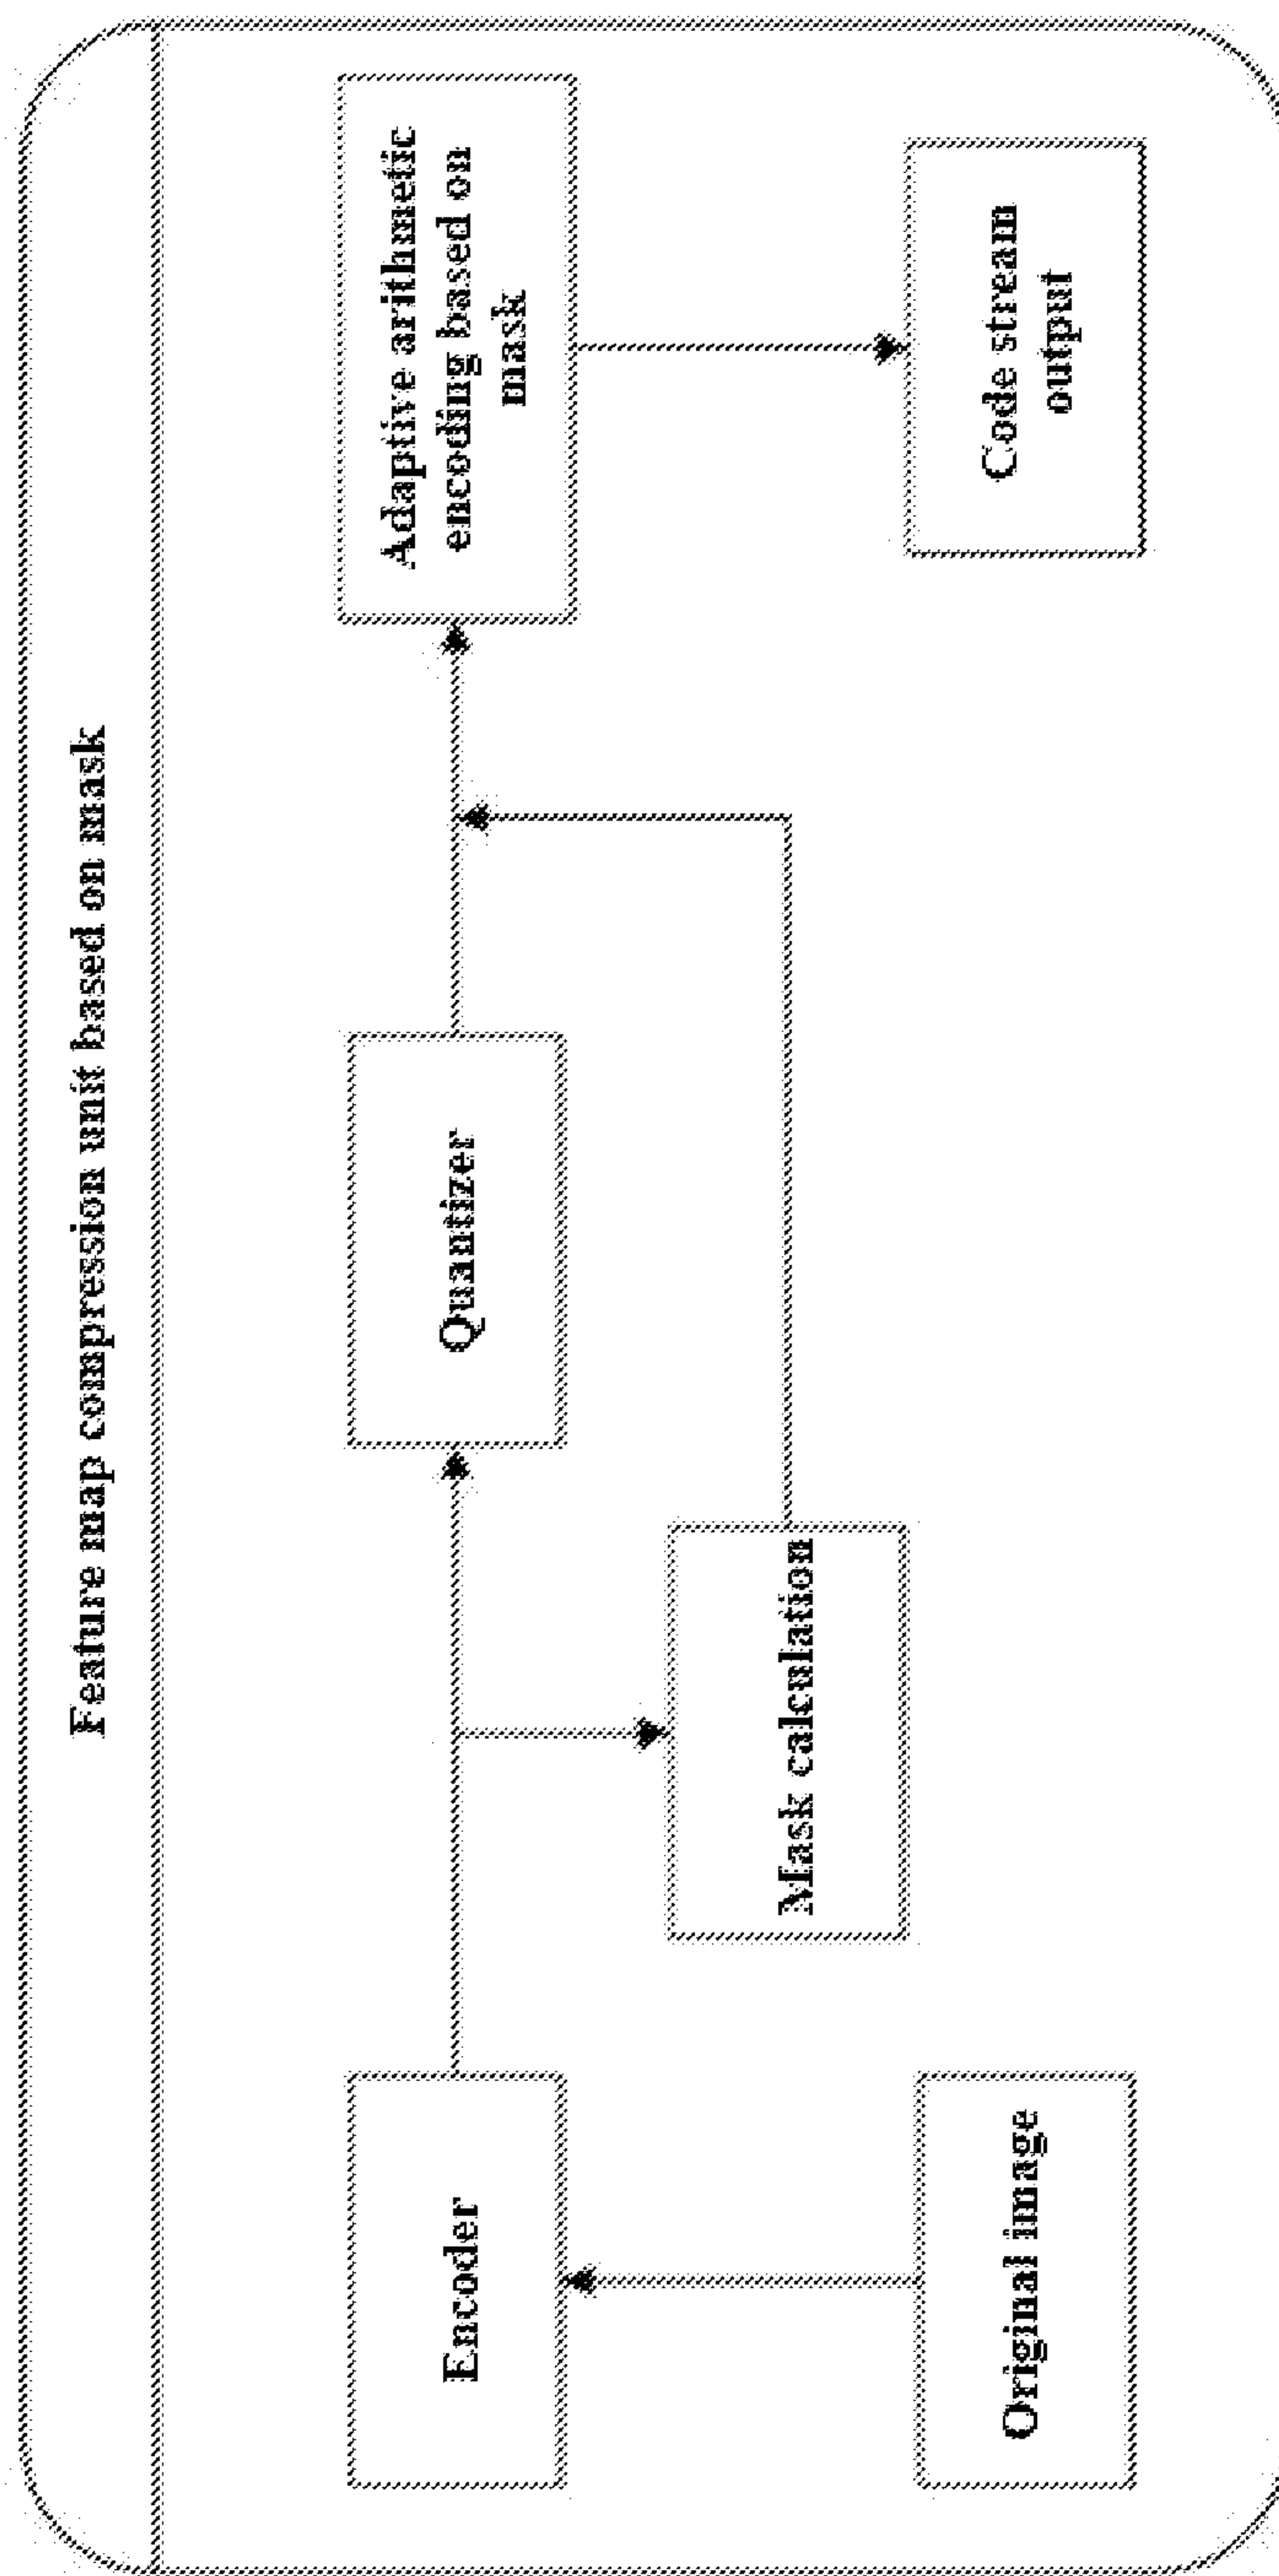 Feature map compression unit based on mask
Encoder
Quantizer
Adaptive arithmetic
encoding based on
mask
Mask calculation
Original image
Code stream
output